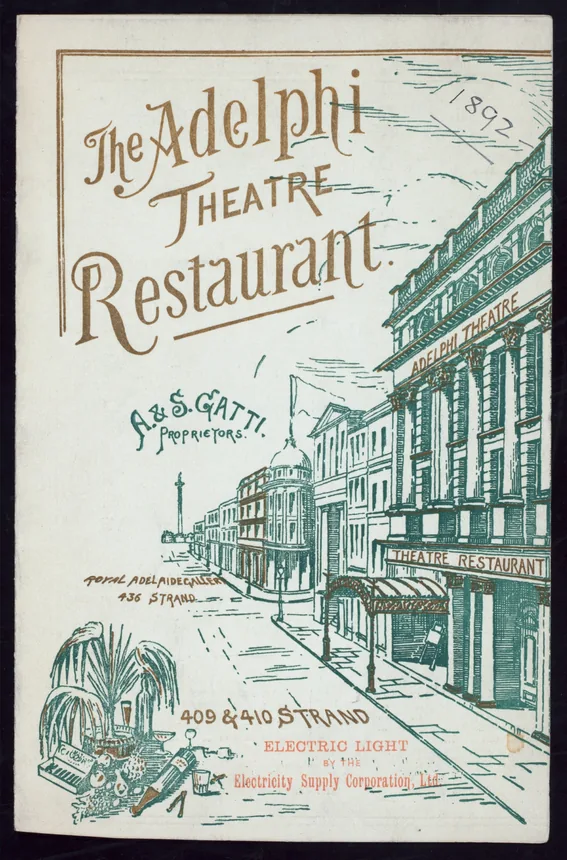 1892
The Adelphi
THEATRE
Restaurant.
ADELPHI THEATRE
A. & S. GATTI.
PROPRIETORS.
THEATRE RESTAURANT
ROYAL ADELAIDE GALLERY
436 STRAND
409 & 410 STRAND
ELECTRIC LIGHT
BY THE
Electricity Supply Corporation, Ltd.